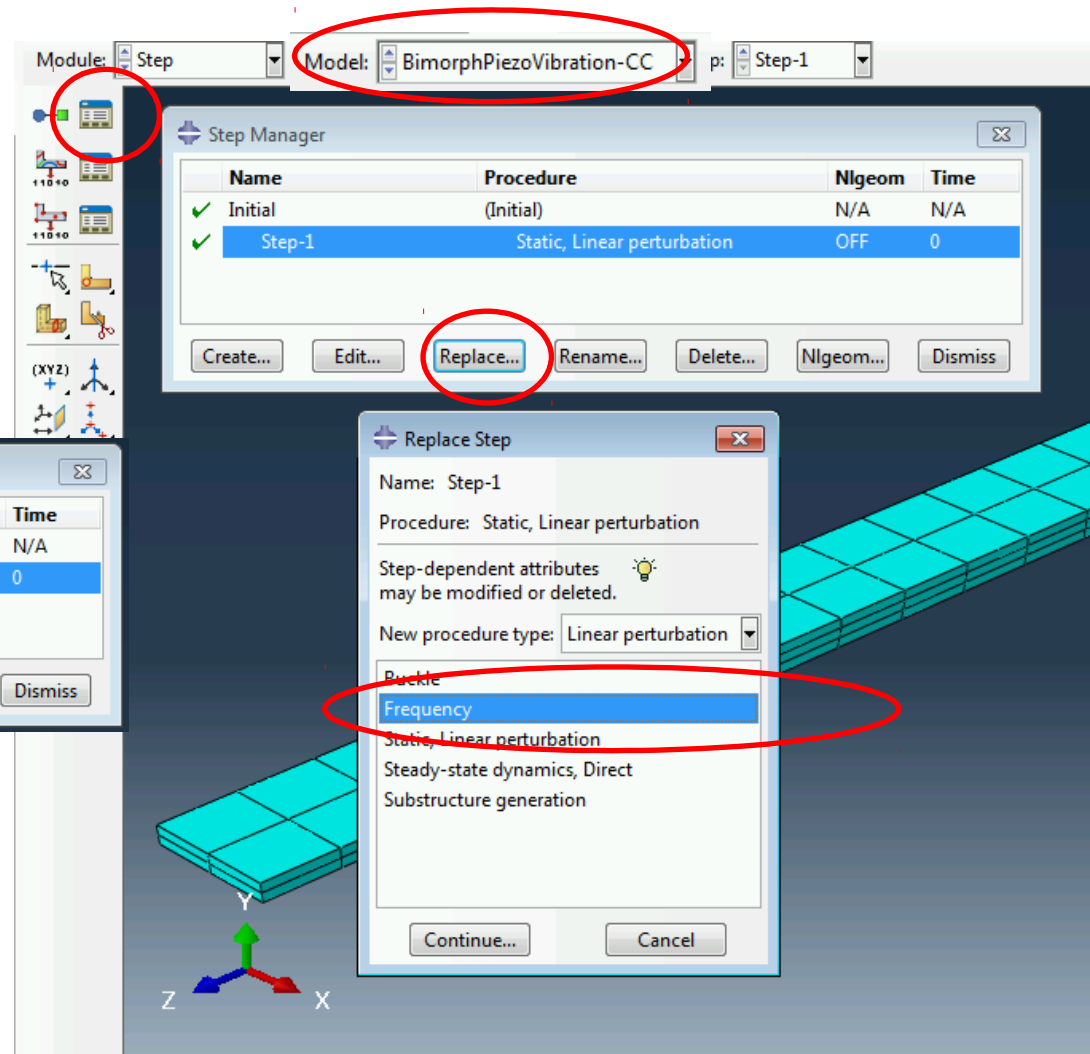 Module: Step Model: BimorphPiezoVibration-CC p: Step-1
Step Manager
Name Procedure Nlgeom Time
Initial (Initial) N/A N/A
Step-1 Static, Linear perturbation OFF 0
Create... Edit... Replace... Rename... Delete... Nlgeom... Dismiss
11010
11010
(XYZ)
Time
N/A
0
Dismiss
Replace Step
Name: Step-1
Procedure: Static, Linear perturbation
Step-dependent attributes
may be modified or deleted.
New procedure type: Linear perturbation
Buckle
Frequency
Static, Linear perturbation
Steady-state dynamics, Direct
Substructure generation
Continue... Cancel
Y
Z X